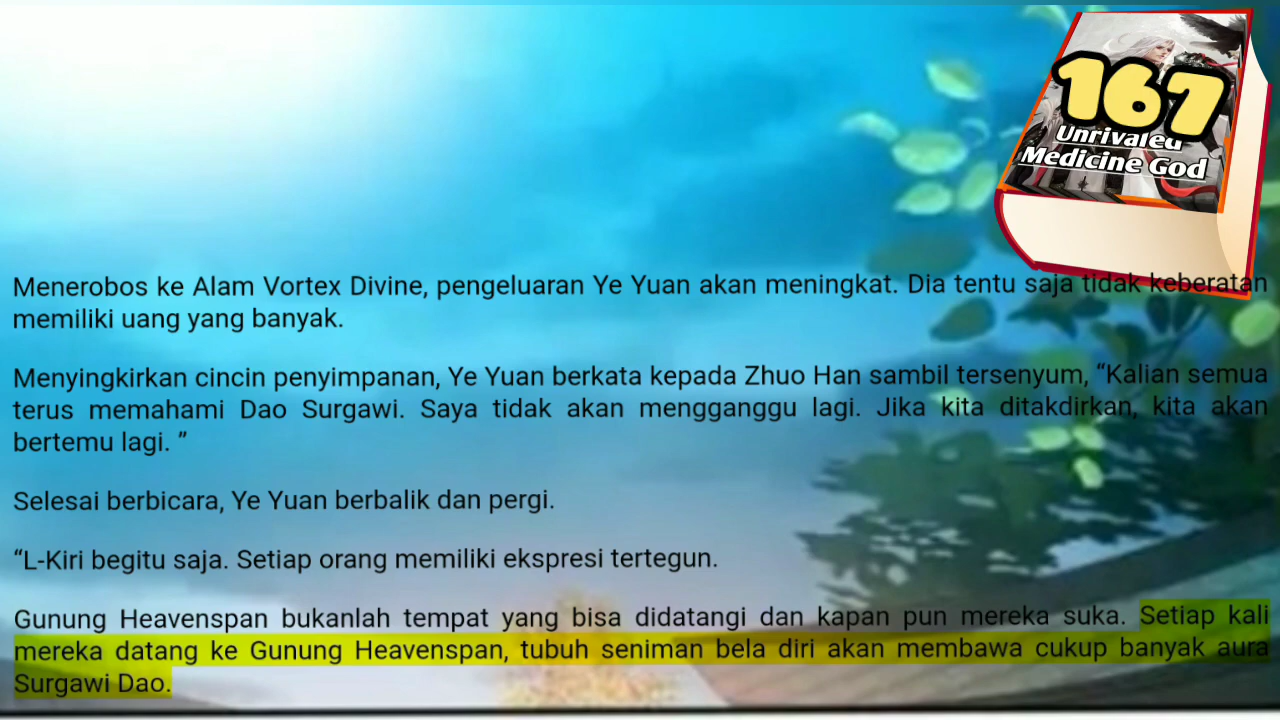 167
Unrivaled
Medicine God
Menerobos ke Alam Vortex Divine, pengeluaran Ye Yuan akan meningkat. Dia tentu saja tidak keberatan
memiliki uang yang banyak.
Menyingkirkan cincin penyimpanan, Ye Yuan berkata kepada Zhuo Han sambil tersenyum, “Kalian semua
terus memahami Dao Surgawi. Saya tidak akan mengganggu lagi. Jika kita ditakdirkan, kita akan
bertemu lagi. ”
Selesai berbicara, Ye Yuan berbalik dan pergi.
“L-Kiri begitu saja. Setiap orang memiliki ekspresi tertegun.
Gunung Heavenspan bukanlah tempat yang bisa didatangi dan kapan pun mereka suka. Setiap kali
mereka datang ke Gunung Heavenspan, tubuh seniman bela diri akan membawa cukup banyak aura
Surgawi Dao.